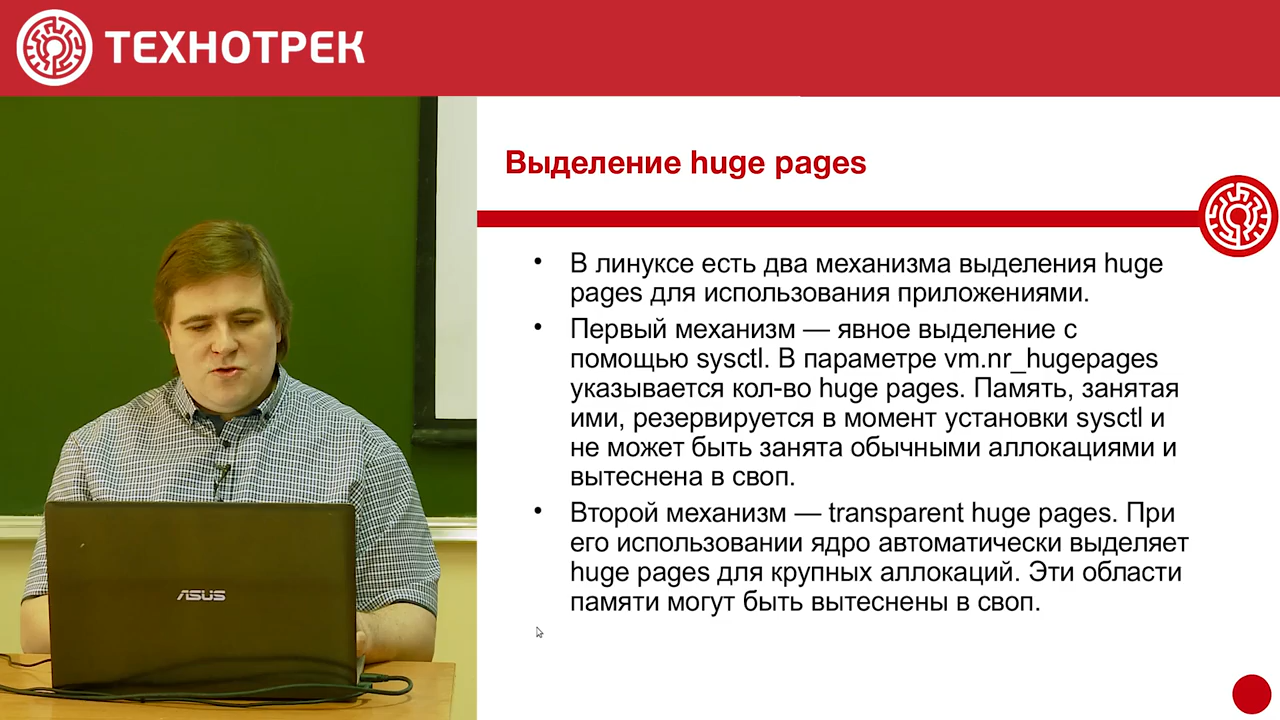 ТЕХНОТРЕК
Выделение huge pages
• В линуксе есть два механизма выделения huge
pages для использования приложениями.
• Первый механизм — явное выделение с
помощью sysctl. В параметре vm.nr_hugepages
указывается кол-во huge pages. Память, занятая
ими, резервируется в момент установки sysctl и
не может быть занята обычными аллокациями и
вытеснена в своп.
• Второй механизм — transparent huge pages. При
его использовании ядро автоматически выделяет
huge pages для крупных аллокаций. Эти области
памяти могут быть вытеснены в своп.
ASUS